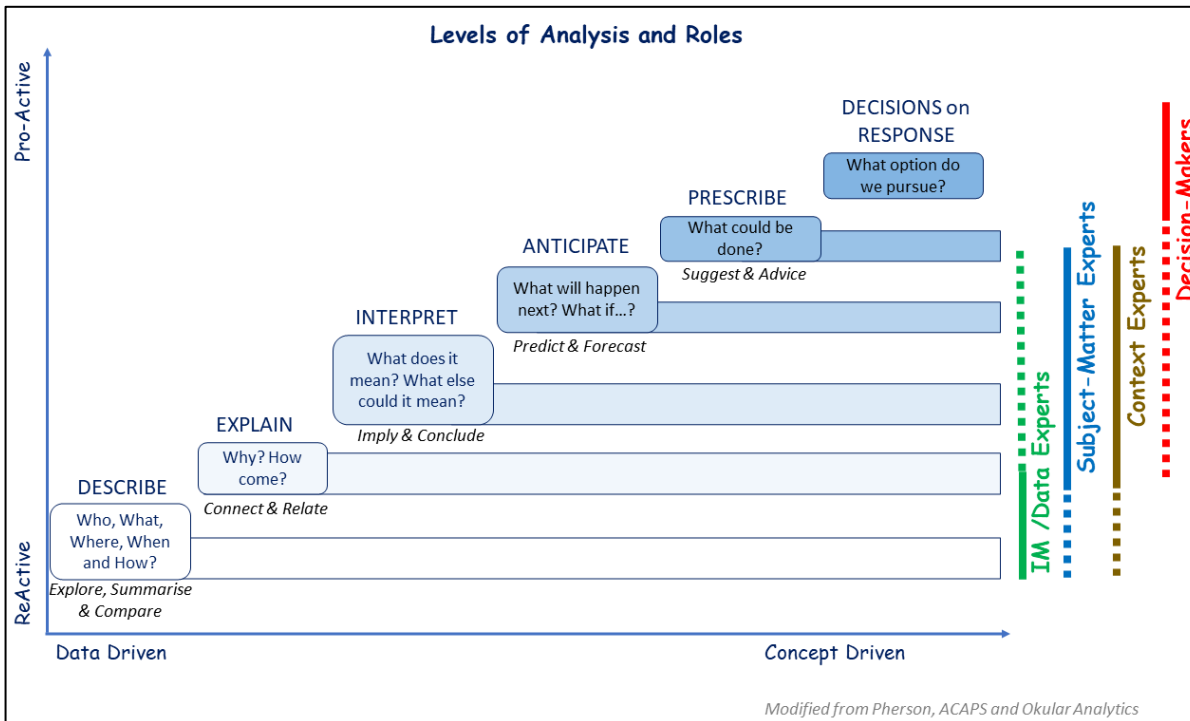 Levels of Analysis and Roles
Pro-Active
ReActive
DECISIONS on
RESPONSE
What option do
we pursue?
PRESCRIBE
What could be
done?
Suggest & Advice
ANTICIPATE
What will happen
next? What if...?
Predict & Forecast
INTERPRET
What does it
mean? What else
could it mean?
Imply & Conclude
EXPLAIN
Why? How
come?
Connect & Relate
DESCRIBE
Who, What,
Where, When
and How?
Explore, Summarise
& Compare
IM /Data Experts
Subject-Matter Experts
Context Experts
Decision-Makers
Data Driven
Concept Driven
Modified from Pherson, ACAPS and Okular Analytics